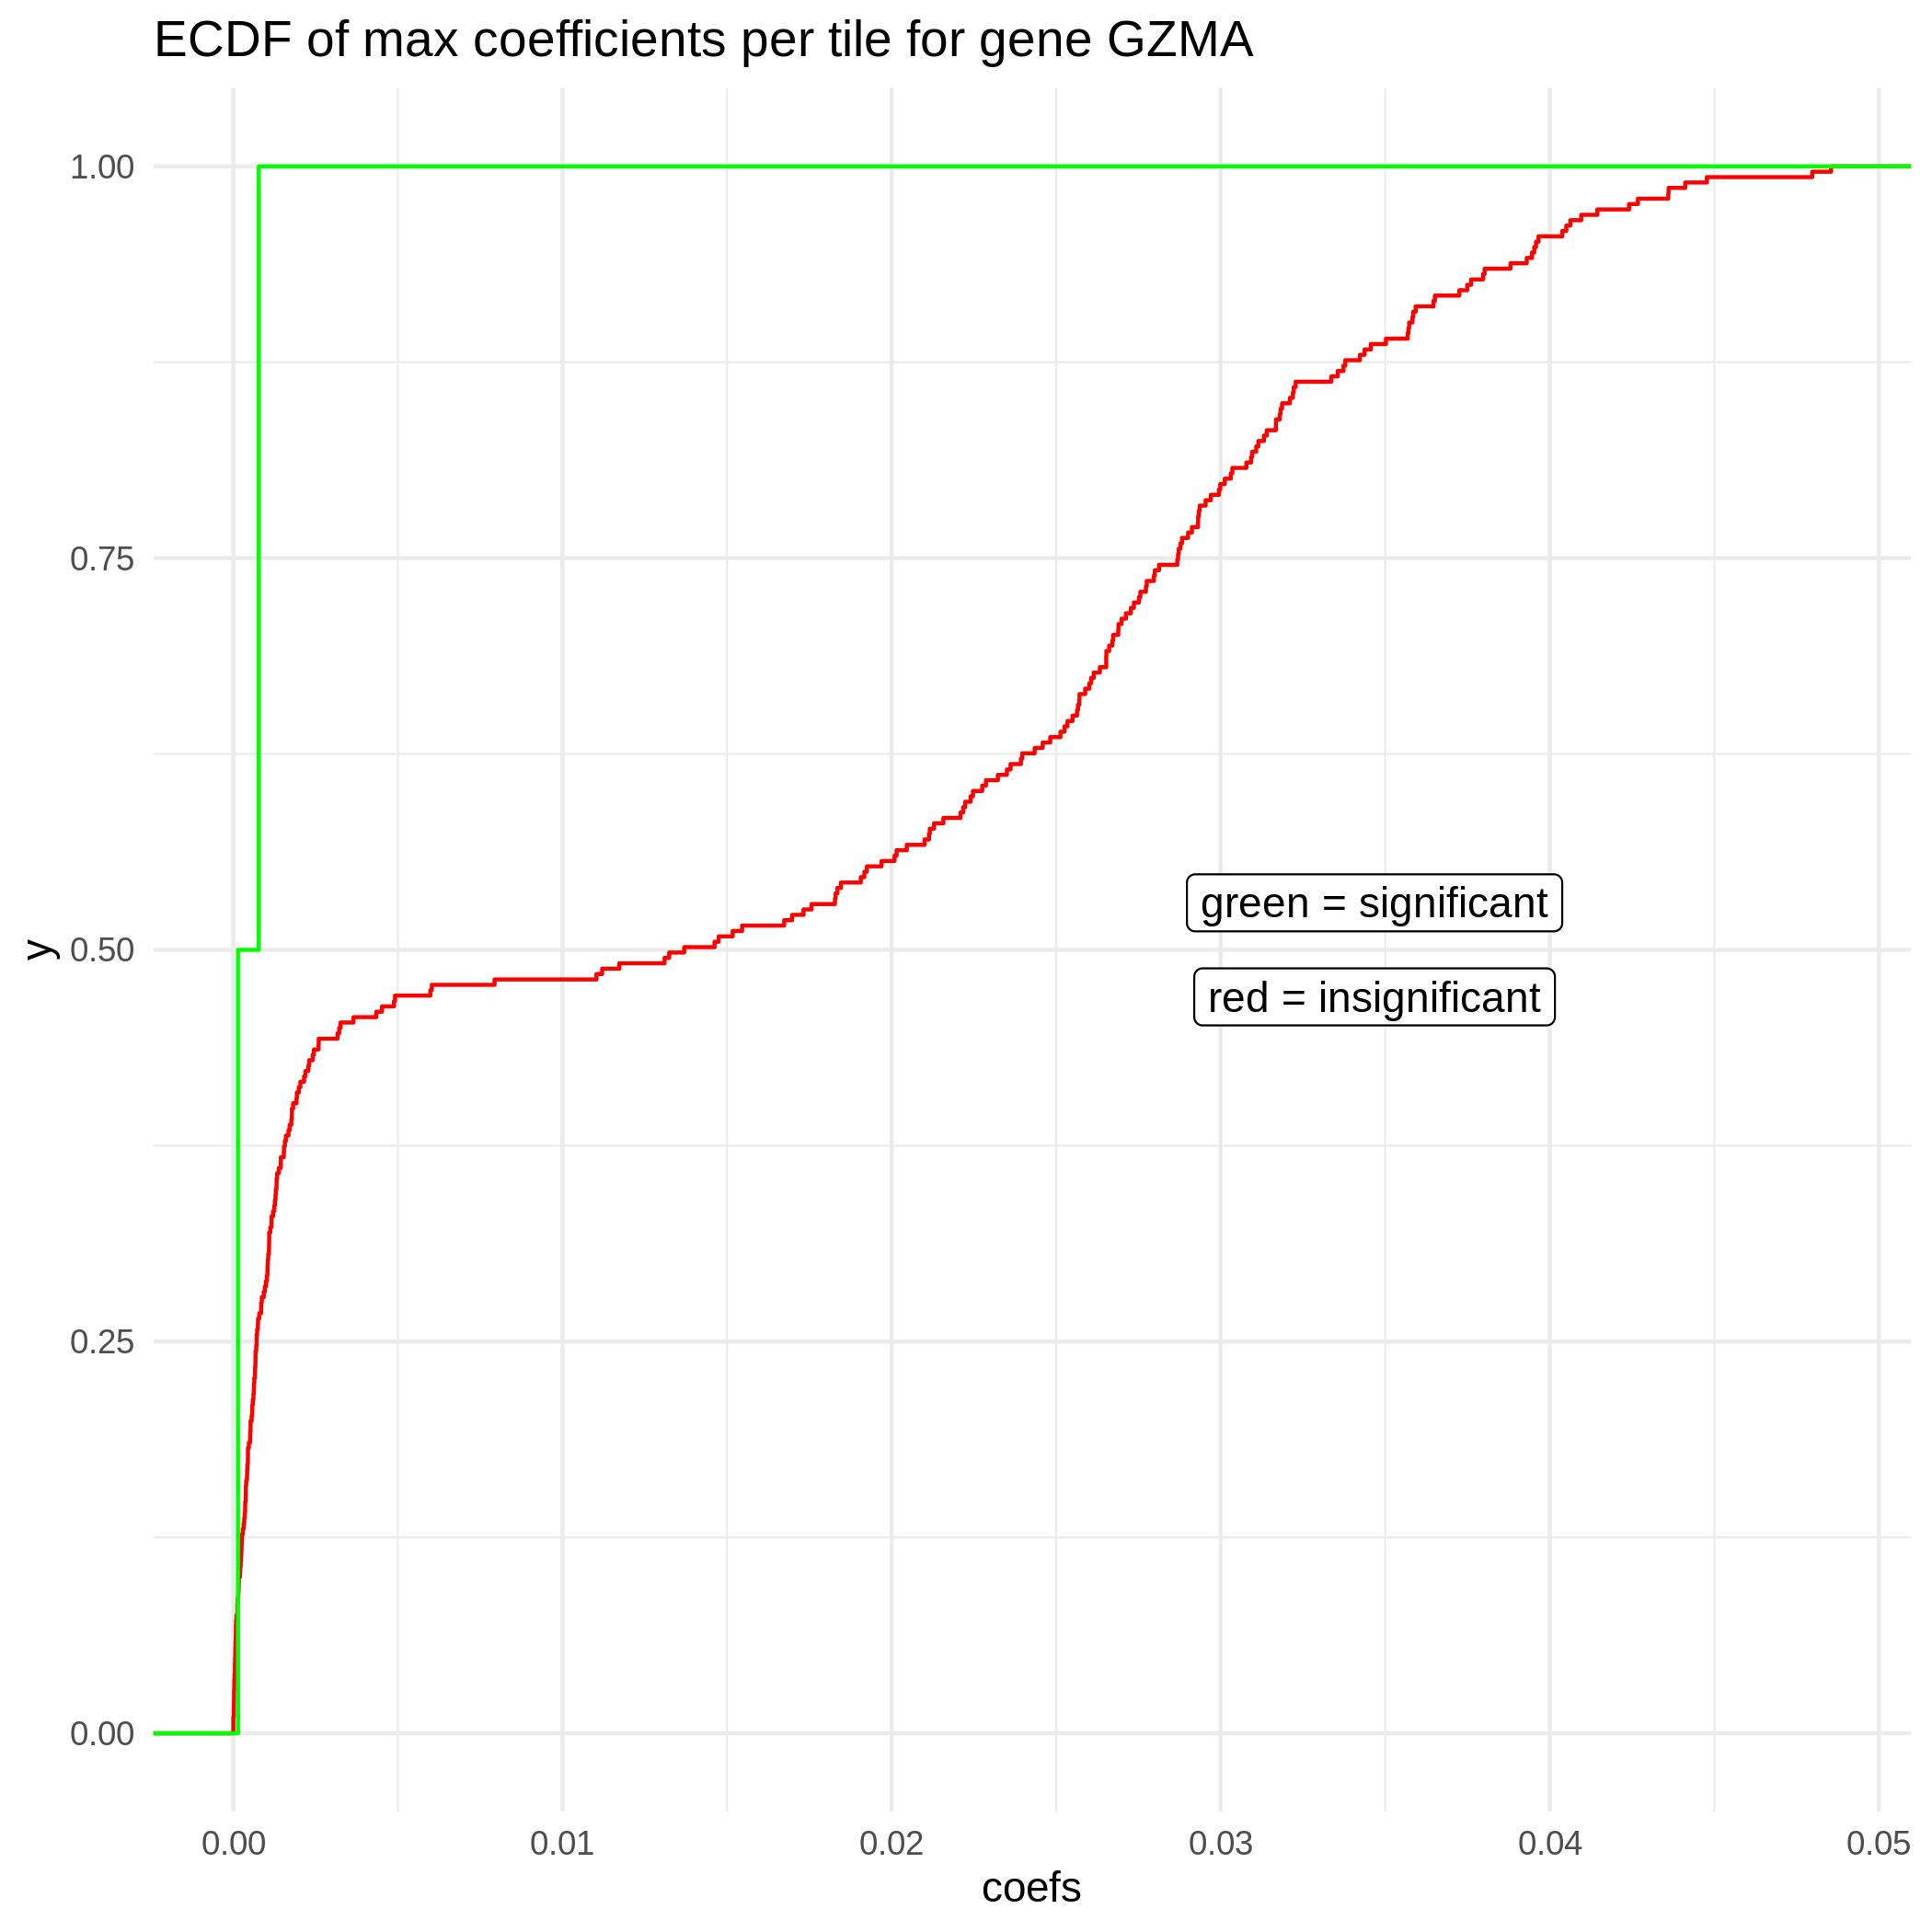 ECDF of max coefficients per tile for gene GZMA
1.00
0.75
y
0.50
0.25
0.00
green = significant
red = insignificant
0.00 0.01 0.02 0.03 0.04 0.05
coefs